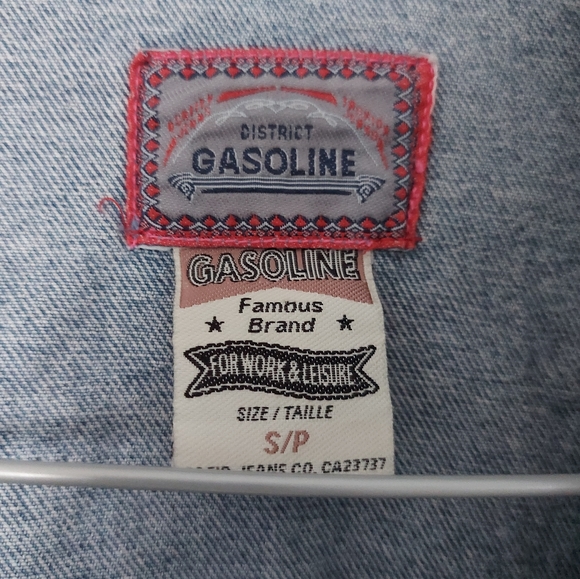 DISTRICT
GASOLINE
GASOLINE
Famous
Brand
FOR WORK & LEISURE
SIZE / TAILLE
S/P
JEANS CO. CA23737